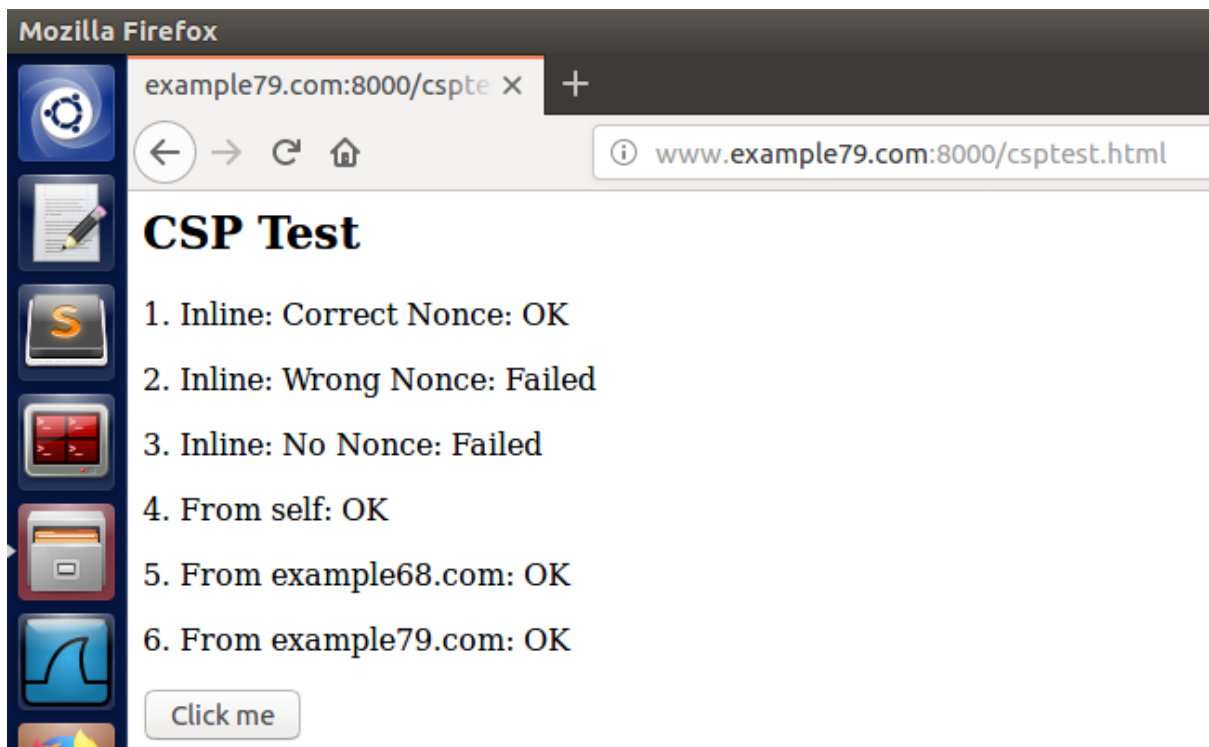 Mozilla Firefox
example79.com:8000/cspte
www.example79.com:8000/csptest.html
CSP Test
1. Inline: Correct Nonce: OK
2. Inline: Wrong Nonce: Failed
3. Inline: No Nonce: Failed
4. From self: OK
5. From example68.com: OK
6. From example79.com: OK
Click me